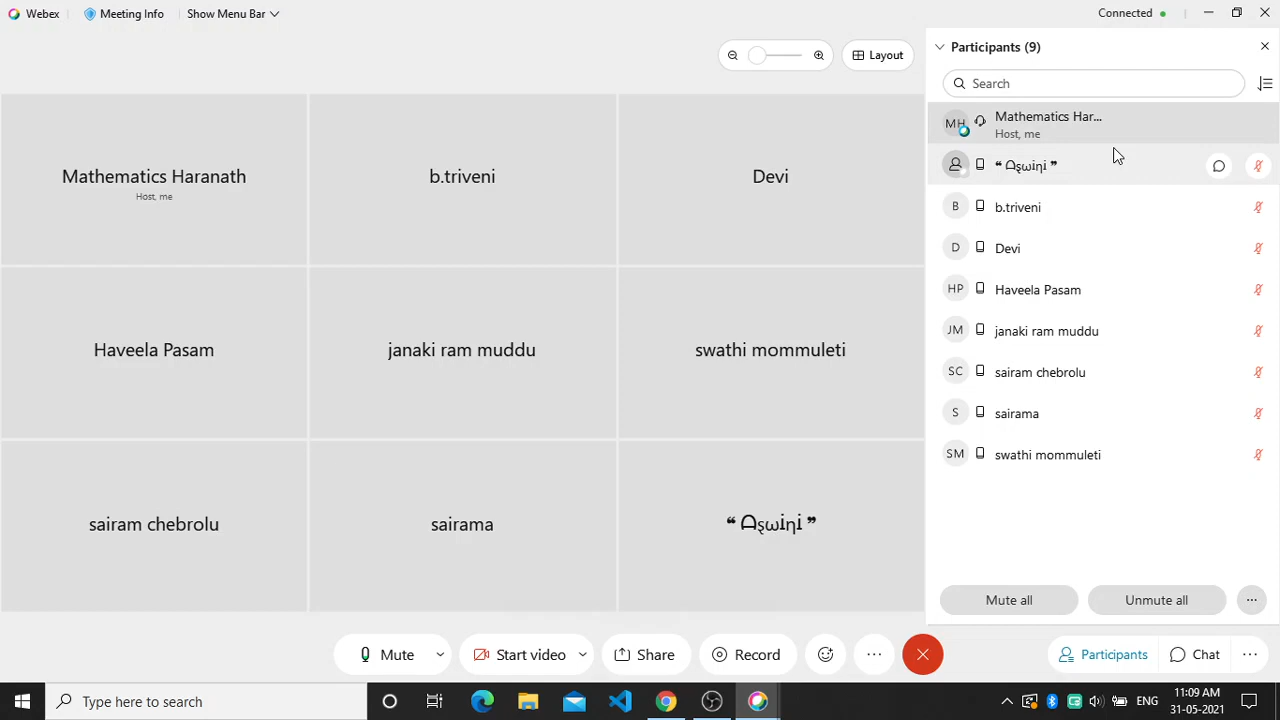 Webex
Meeting Info
Show Menu Bar
Connected
Layout
Mathematics Haranath
Host, me
b.triveni
Devi
Haveela Pasam
janaki ram muddu
swathi mommuleti
sairam chebrolu
sairama
❝ ᗩʂωіηі ❞
Participants (9)
Search
MH
Mathematics Har...
Host, me
❝ ᗩʂωіηі ❞
B
b.triveni
D
Devi
HP
Haveela Pasam
JM
janaki ram muddu
SC
sairam chebrolu
S
sairama
SM
swathi mommuleti
Mute all
Unmute all
Mute
Start video
Share
Record
Participants
Chat
Type here to search
ENG
11:09 AM
31-05-2021